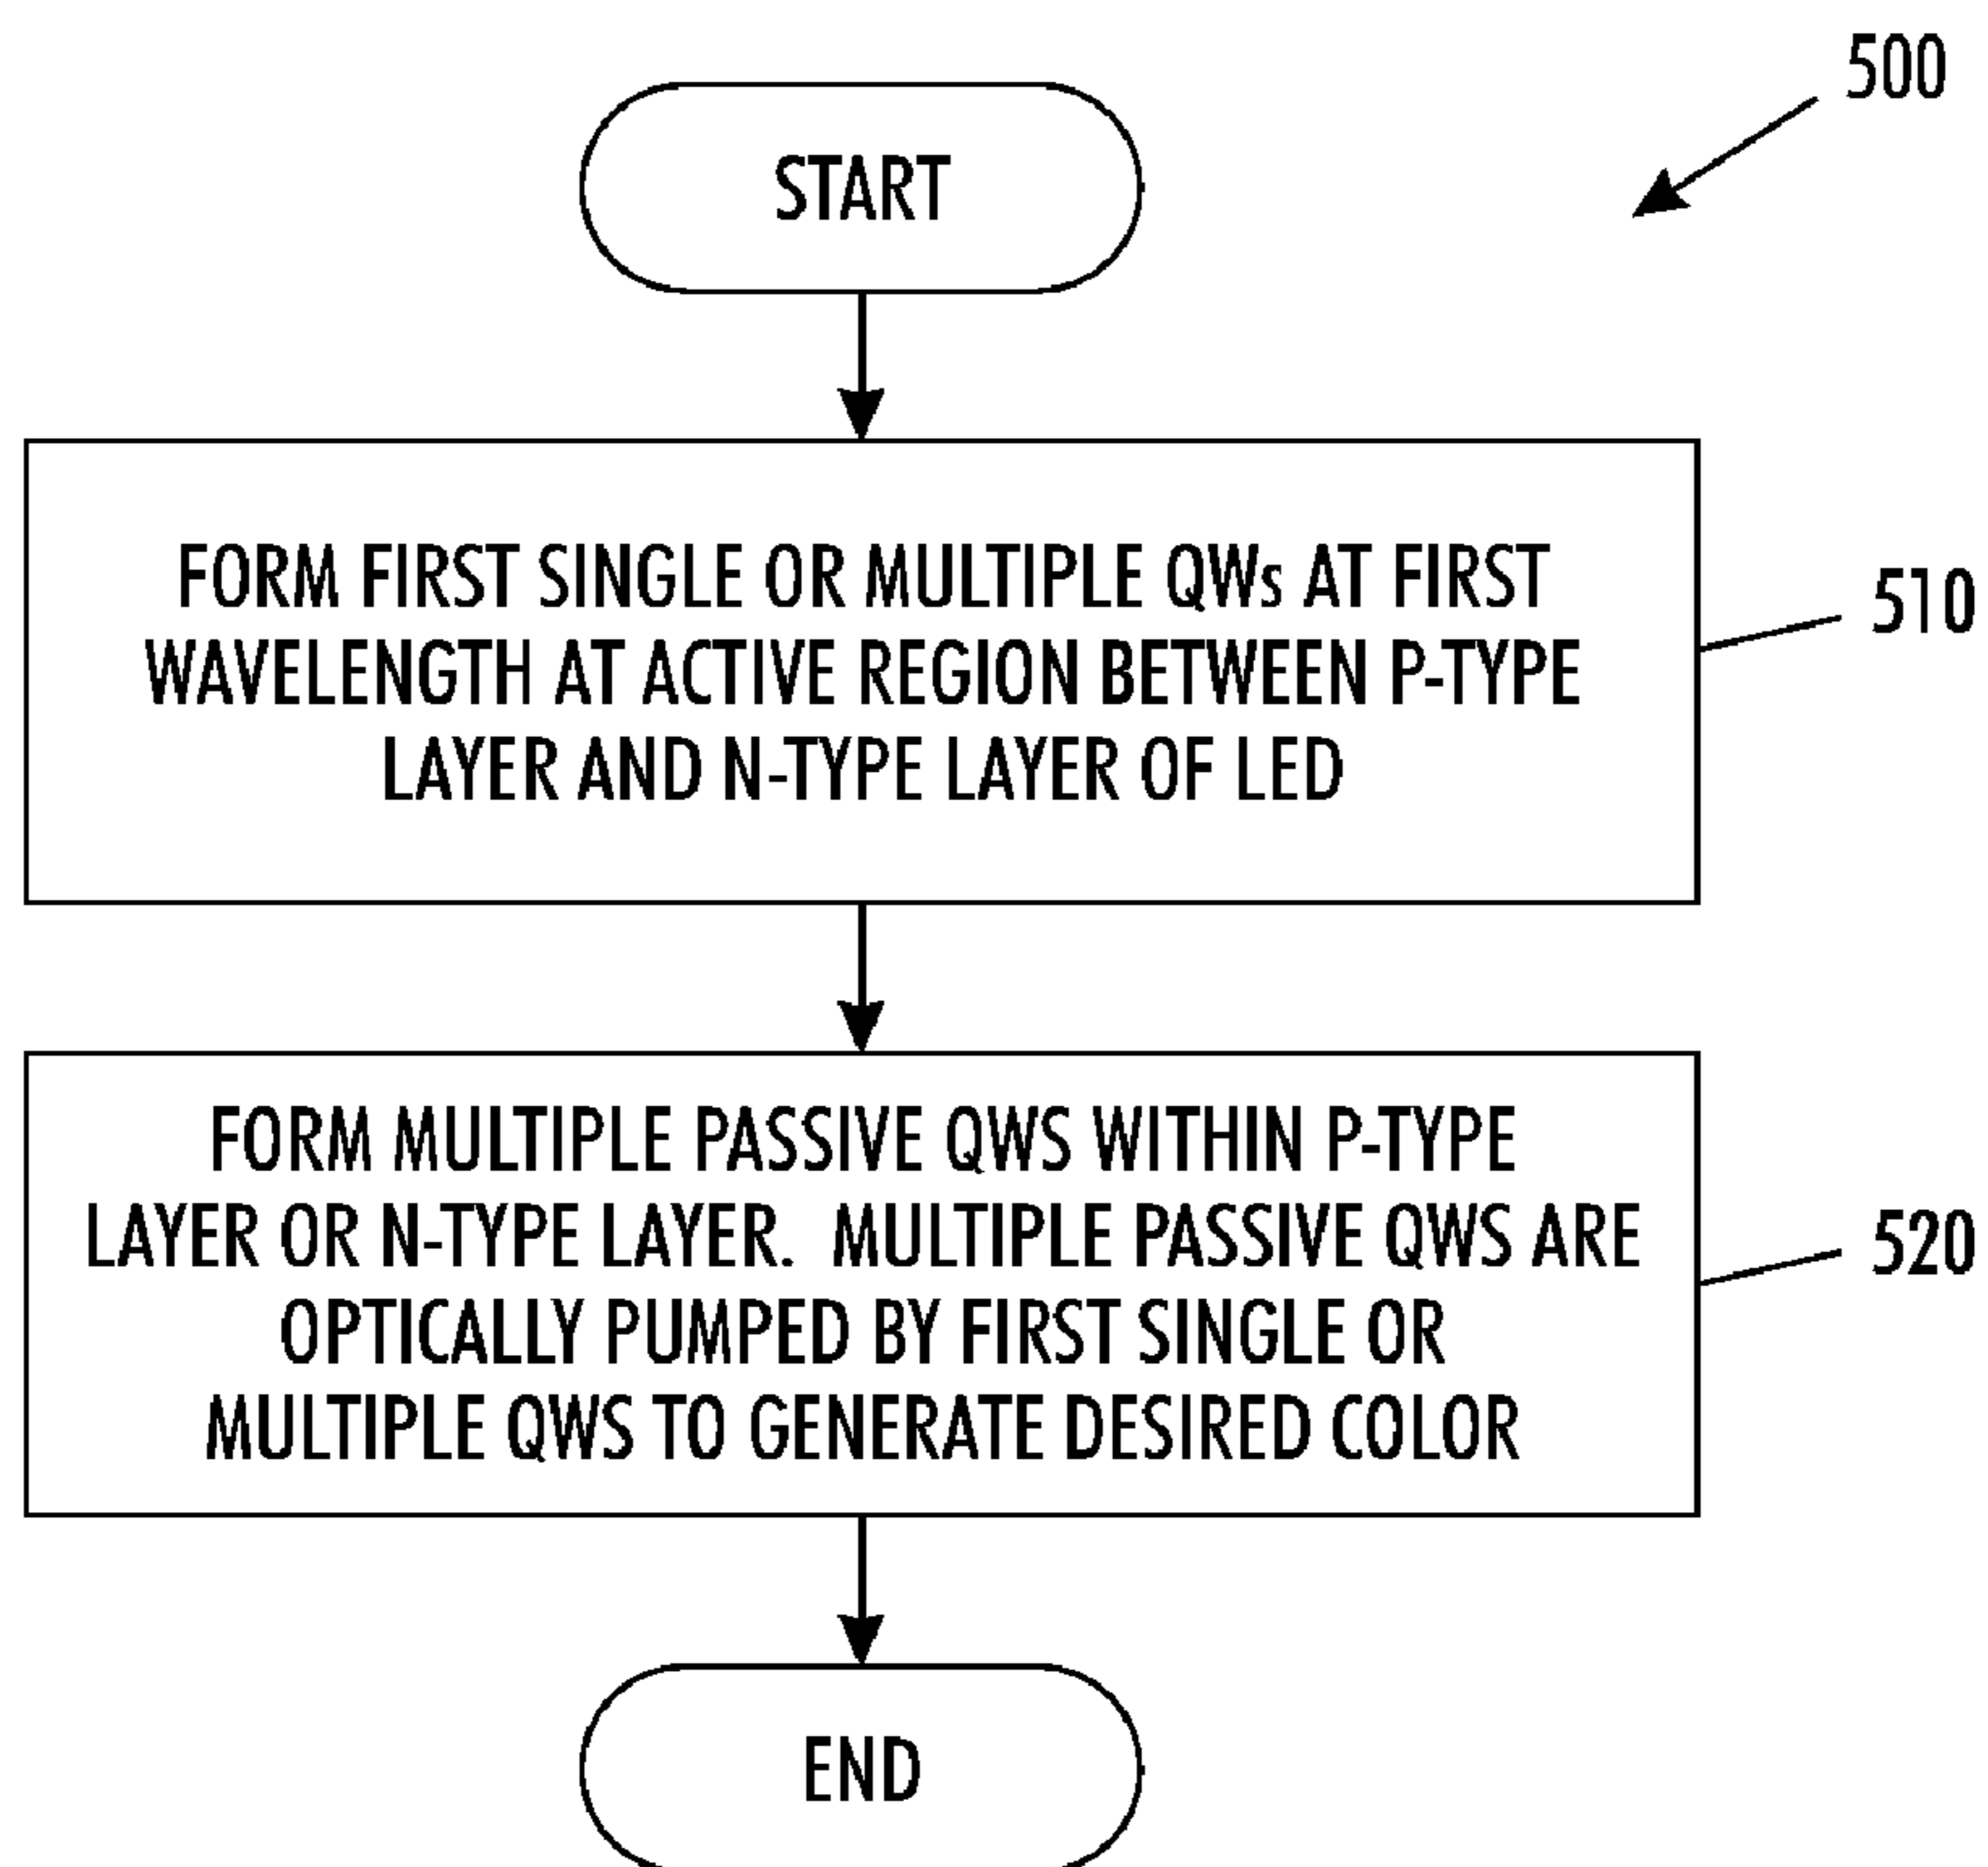 500
START
FORM FIRST SINGLE OR MULTIPLE QWs AT FIRST
WAVELENGTH AT ACTIVE REGION BETWEEN P-TYPE
LAYER AND N-TYPE LAYER OF LED
510
FORM MULTIPLE PASSIVE QWS WITHIN P-TYPE
LAYER OR N-TYPE LAYER. MULTIPLE PASSIVE QWS ARE
OPTICALLY PUMPED BY FIRST SINGLE OR
MULTIPLE QWS TO GENERATE DESIRED COLOR
520
END